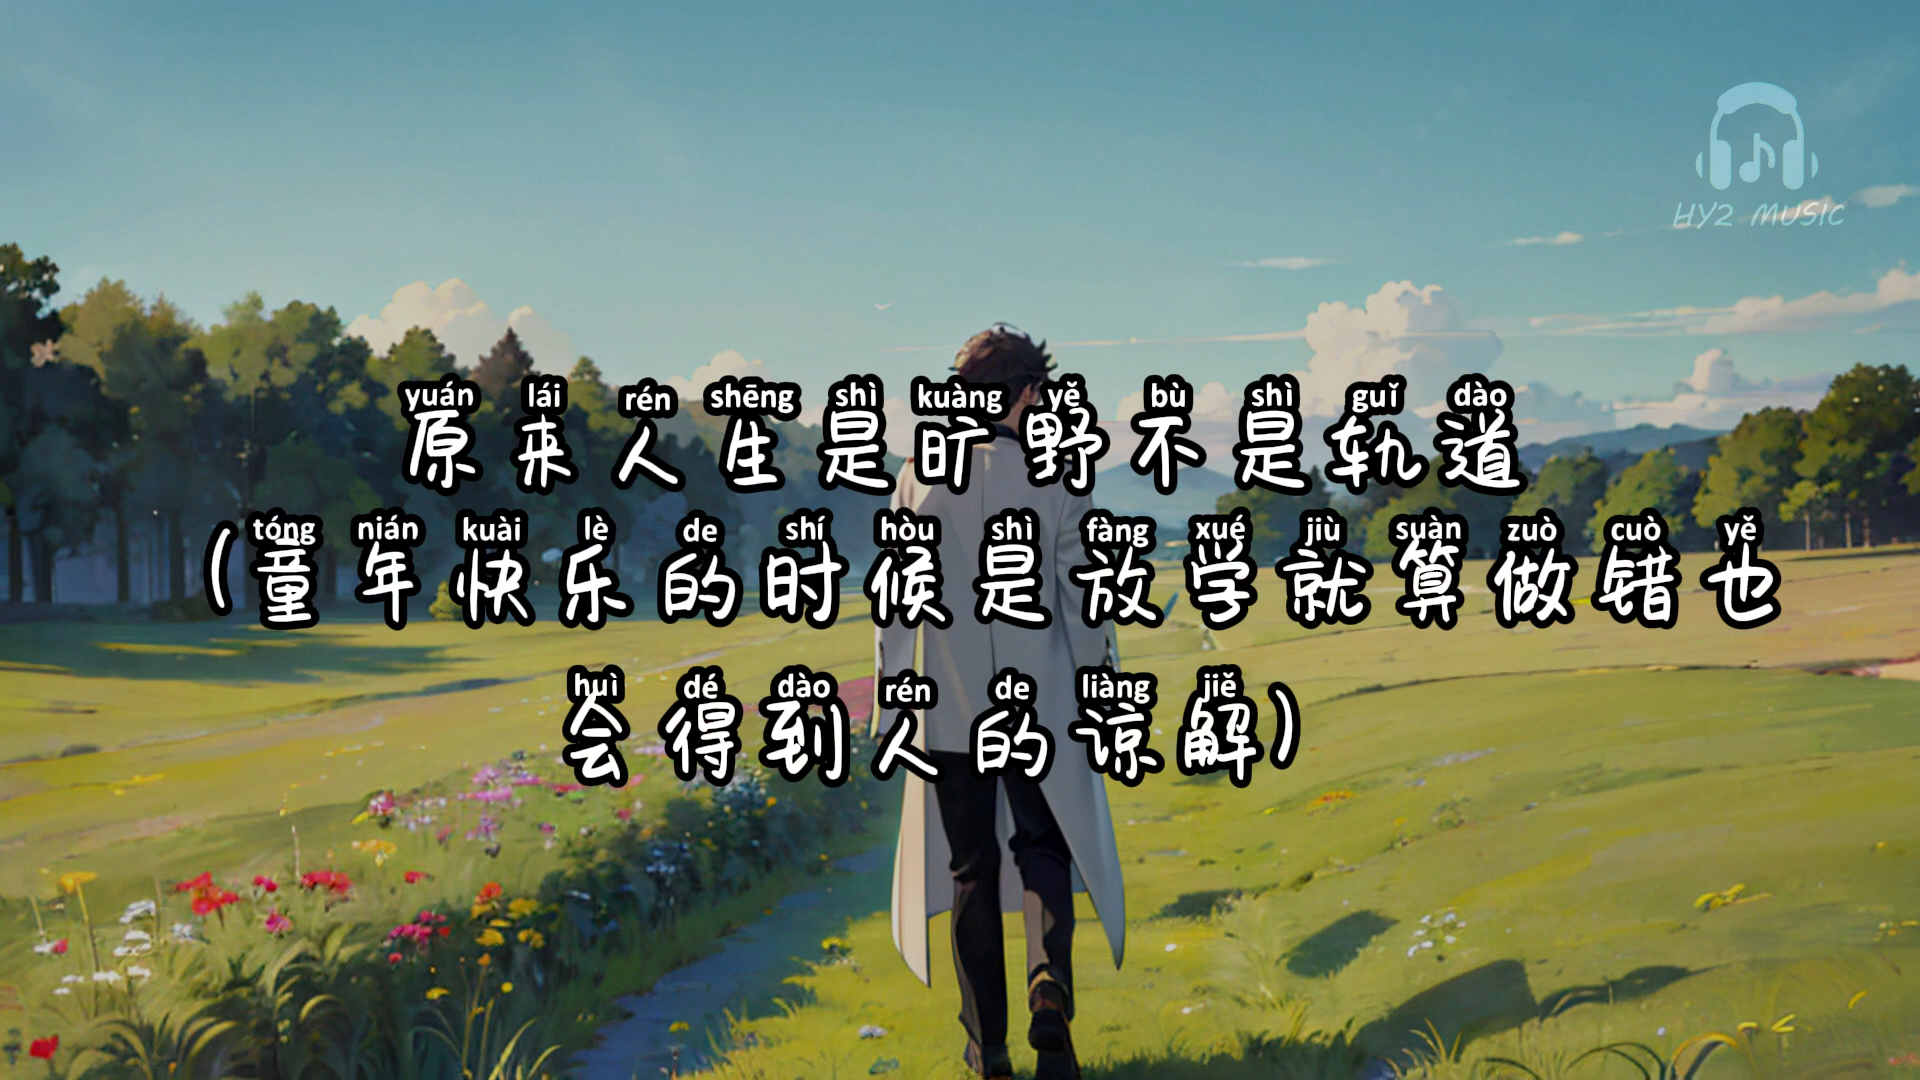 HY2 MUSIC
yuán lái rén shēng shì kuàng yě bù shì guǐ dào
原来人生是旷野不是轨道
tóng nián kuài lè de shí hòu shì fàng xué jiù suàn zuò cuò yě
(童年快乐的时候是放学就算做错也
huì dé dào rén de liàng jiě
会得到人的谅解)